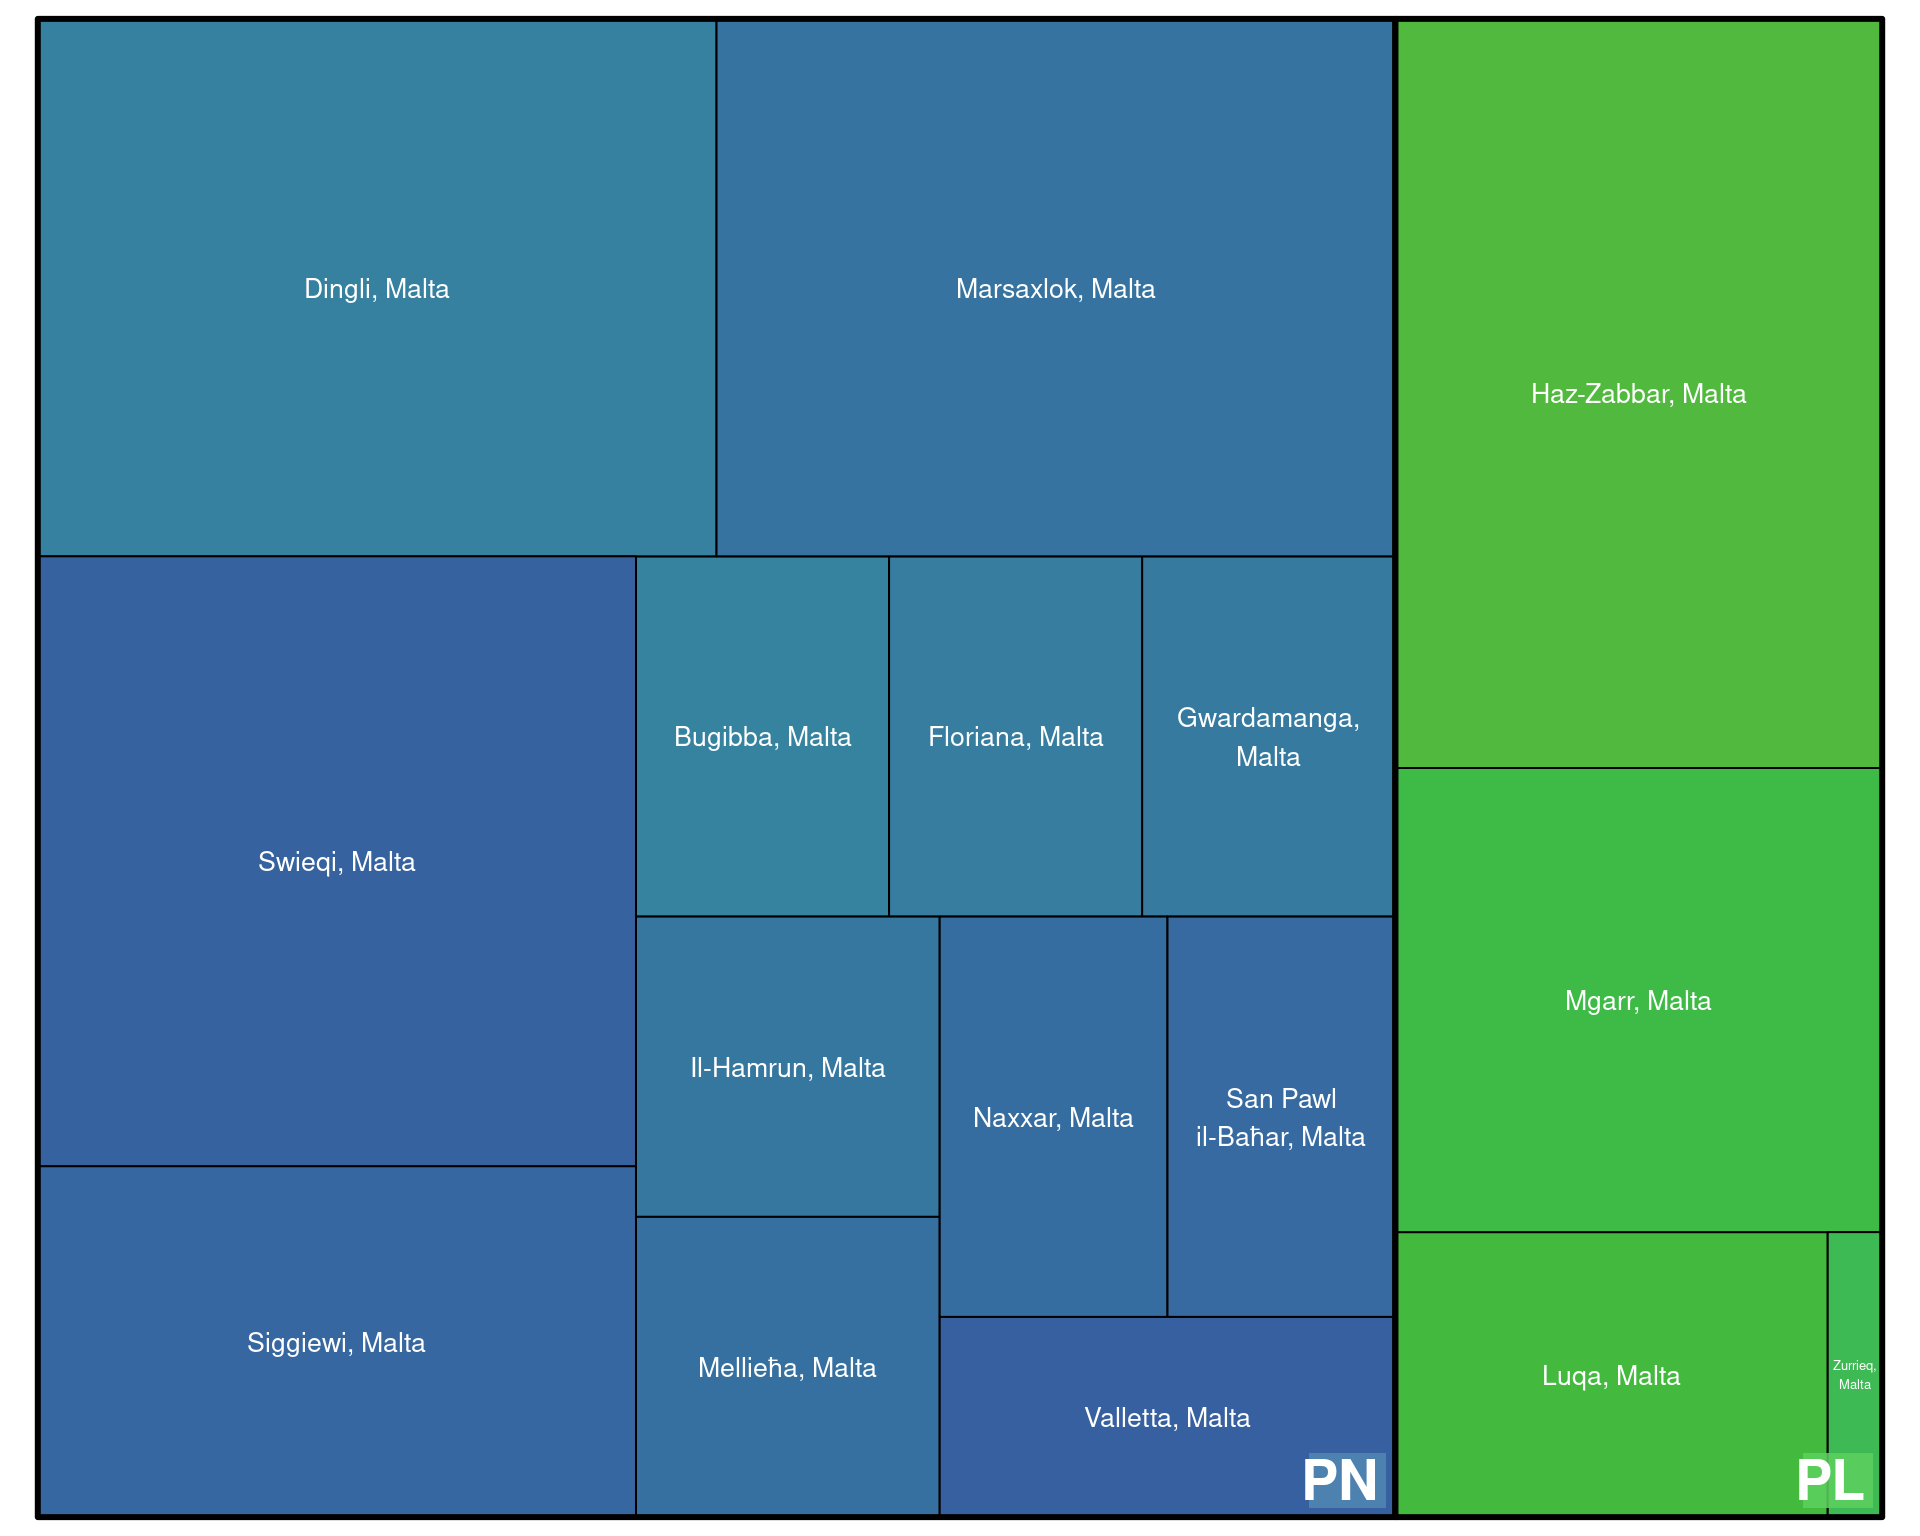 Dingli, Malta
Marsaxlok, Malta
Haz-Zabbar, Malta
Swieqi, Malta
Bugibba, Malta
Floriana, Malta
Gwardamanga,
Malta
Mgarr, Malta
Il-Hamrun, Malta
Naxxar, Malta
San Pawl
il-Baħar, Malta
Siggiewi, Malta
Mellieħa, Malta
Valletta, Malta
Luqa, Malta
Zurrieq,
Malta
PN
PL